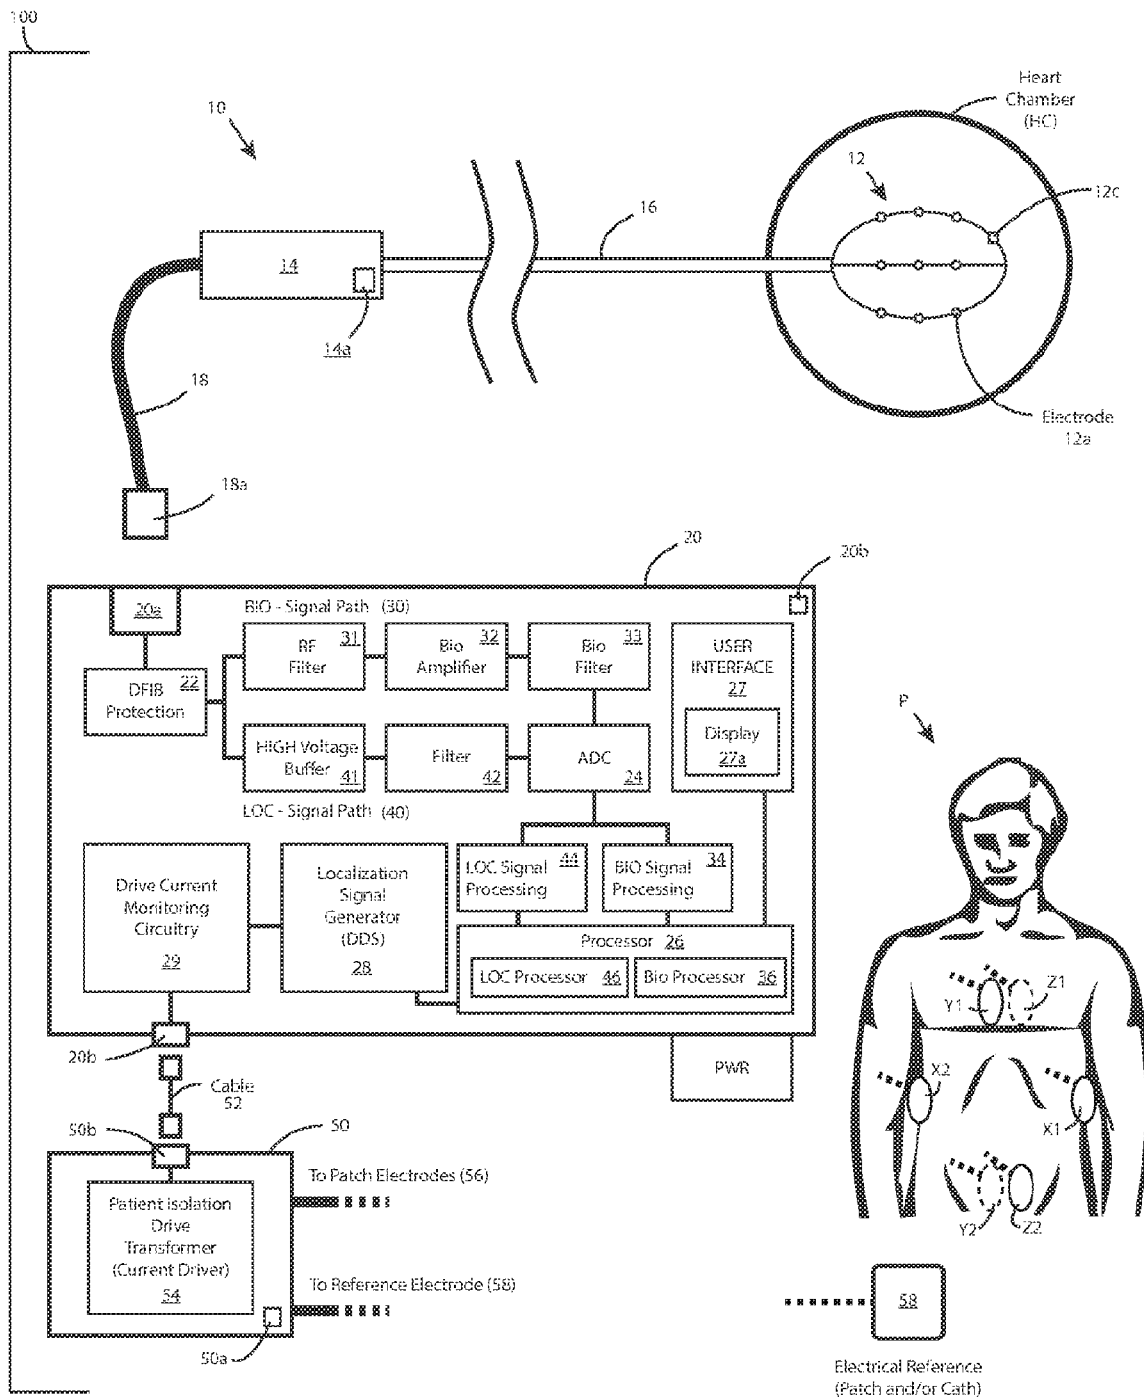 100
10
Heart
Chamber
(HC)
12
12c
16
14
14a
18
Electrode
12a
18a
20
20b
20a
BIO - Signal Path (30)
31
RF
Filter
32
Bio
Amplifier
33
Bio
Filter
USER
INTERFACE
27
22
DFIB
Protection
Display
27a
HIGH Voltage
Buffer
41
Filter
42
ADC
24
LOC - Signal Path (40)
P
Drive Current
Monitoring
Circuitry
29
Localization
Signal
Generator
(DDS)
28
LOC Signal
Processing
44
BIO Signal
Processing
34
Processor 26
LOC Processor 46
Bio Processor 36
Y1
Z1
X2
X1
Y2
Z2
20b
PWR
Cable
52
50b
50
To Patch Electrodes (56)
Patient Isolation
Drive
Transformer
(Current Driver)
54
To Reference Electrode (58)
50a
58
Electrical Reference
(Patch and/or Cath)